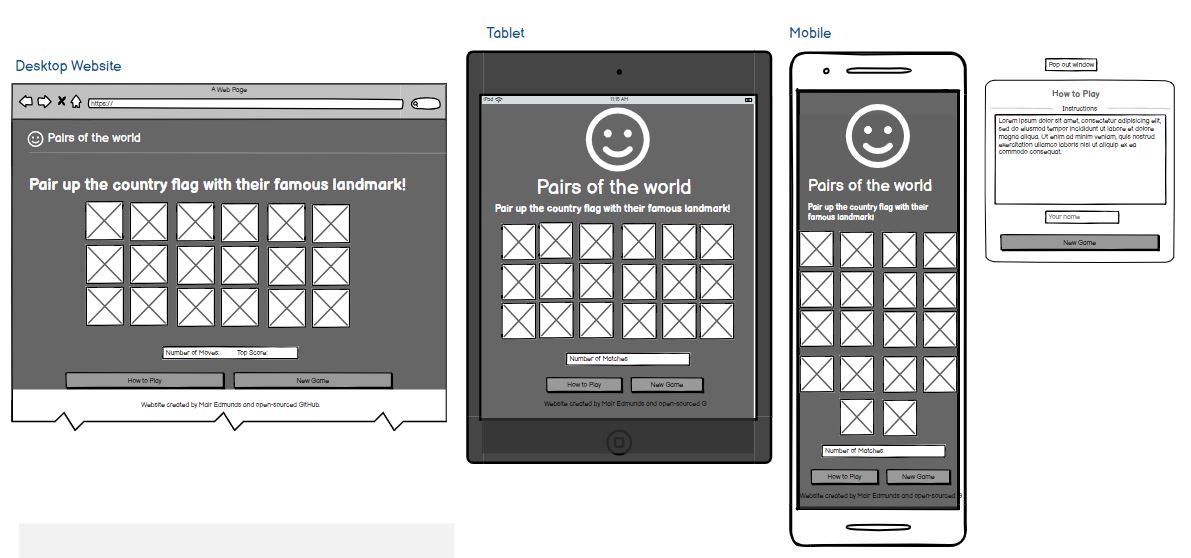 Desktop Website
A Web Page
https://
Pairs of the world
Pair up the country flag with their famous landmark!
Number of Moves: Top Score:
How to Play
New Game
Website created by Mair Edmunds and open-sourced GitHub.
Tablet
iPad
11:15 AM
Pairs of the world
Pair up the country flag with their famous landmark!
Number of Matches
How to Play
New Game
Website created by Mair Edmunds and open-sourced G
Mobile
Pairs of the world
Pair up the country flag with their
famous landmark!
Number of Matches
How to Play
New Game
Website created by Mair Edmunds and open-sourced G
Pop out window
How to Play
Instructions
Lorem ipsum dolor sit amet, consectetur adipisicing elit,
sed do eiusmod tempor incididunt ut labore et dolore
magna aliqua. Ut enim ad minim veniam, quis nostrud
exercitation ullamco laboris nisi ut aliquip ex ea
commodo consequat.
Your name
New Game